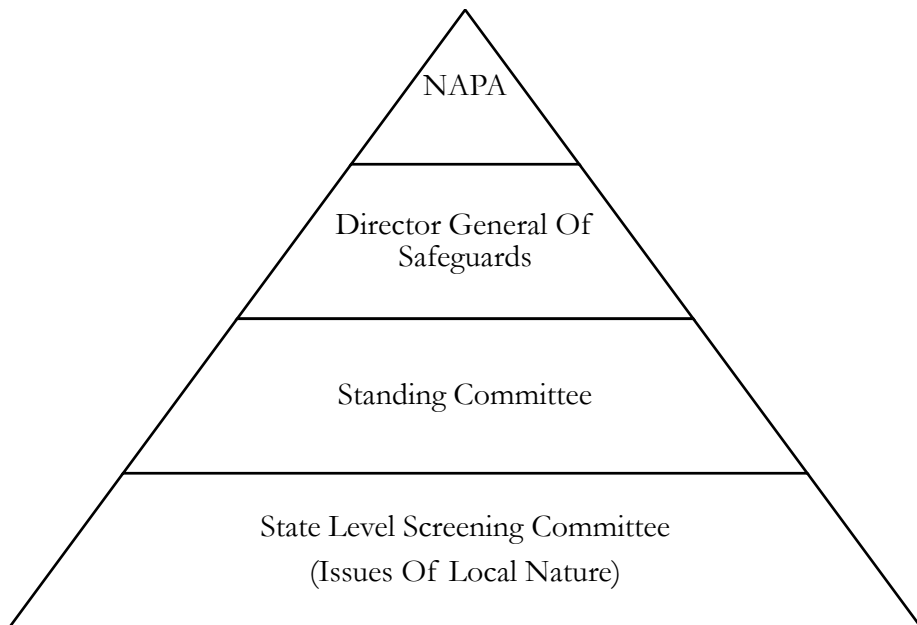 NAPA
Director General Of
Safeguards
Standing Committee
State Level Screening Committee
(Issues Of Local Nature)